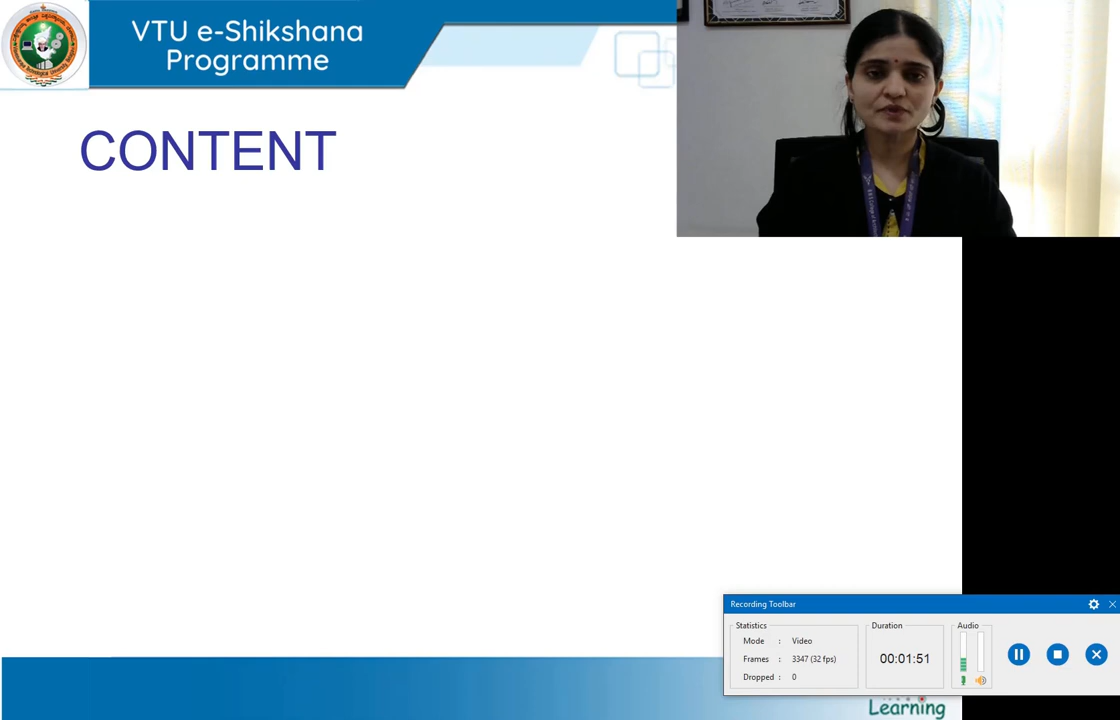 VTU e-Shikshana
Programme
CONTENT
Recording Toolbar
Statistics
Mode : Video
Frames : 3347 (32 fps)
Dropped : 0
Duration
00:01:51
Audio
Learning